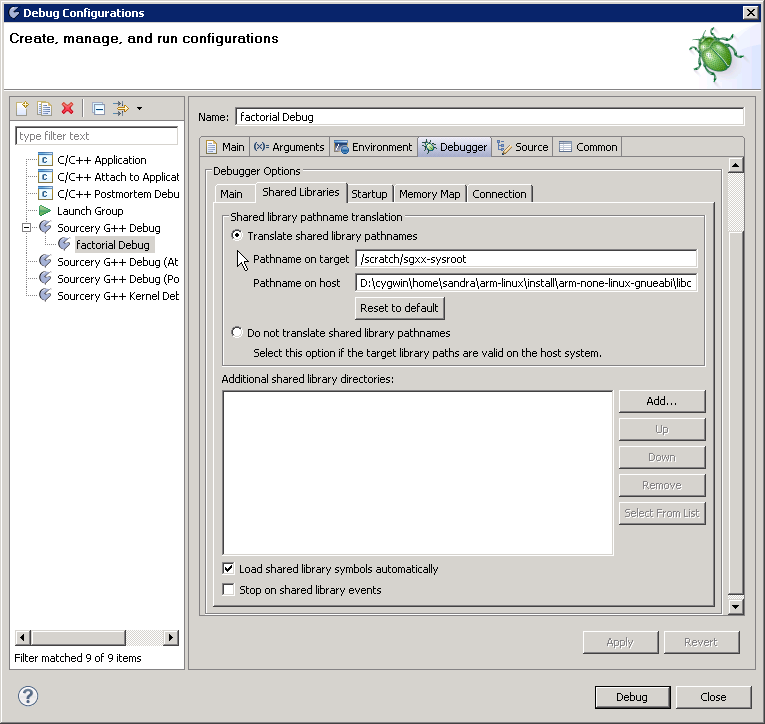 Debug Configurations
Create, manage, and run configurations
type filter text
C/C++ Application
C/C++ Attach to Applicat
C/C++ Postmortem Debu
Launch Group
Sourcery G++ Debug
factorial Debug
Sourcery G++ Debug (At
Sourcery G++ Debug (Po
Sourcery G++ Kernel Deb
Filter matched 9 of 9 items
Name: factorial Debug
Main (x)= Arguments Environment Debugger Source Common
Debugger Options
Main Shared Libraries Startup Memory Map Connection
Shared library pathname translation
Translate shared library pathnames
Pathname on target /scratch/sgxx-sysroot
Pathname on host D:\cygwin\home\sandra\arm-linux\install\arm-none-linux-gnueabi\libc
Reset to default
Do not translate shared library pathnames
Select this option if the target library paths are valid on the host system.
Additional shared library directories:
Add...
Up
Down
Remove
Select From List
Load shared library symbols automatically
Stop on shared library events
Apply Revert
Debug Close